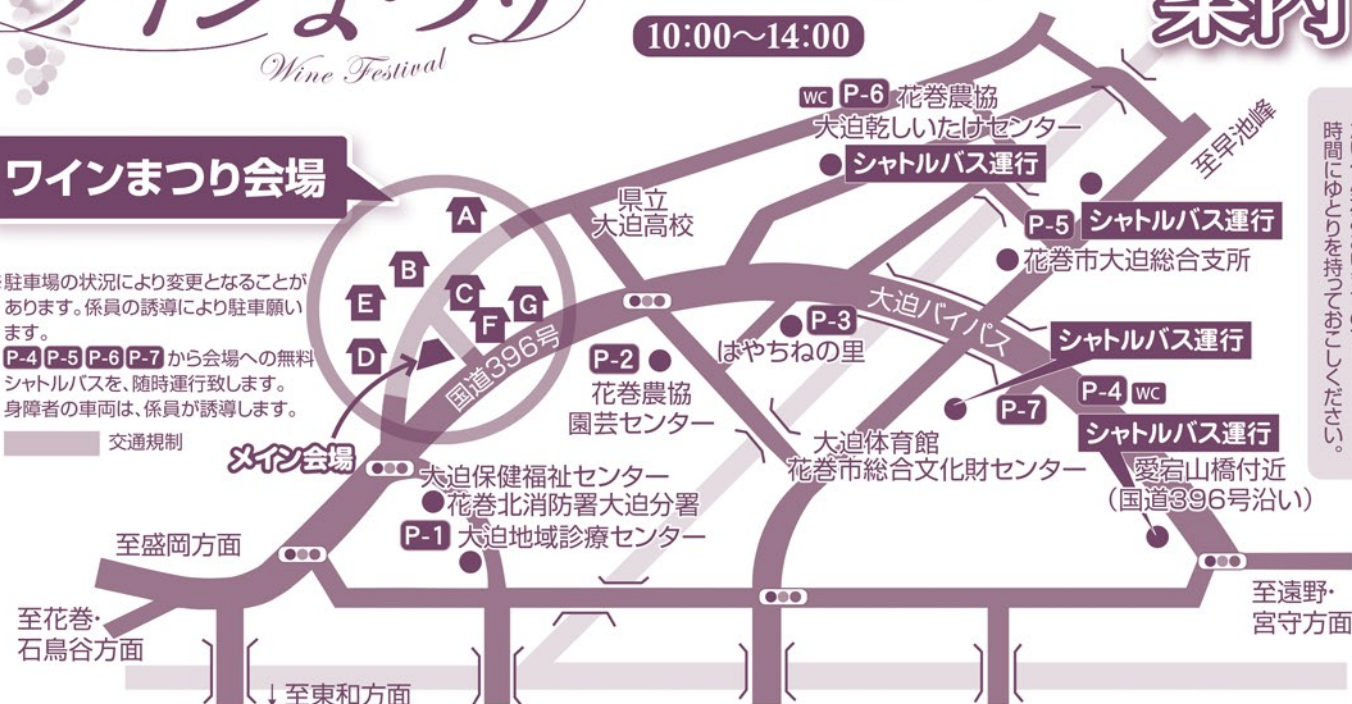 ワインまつり
Wine Festival
10:00～14:00
案内
ワインまつり会場
駐車場の状況により変更となることが
あります。係員の誘導により駐車願い
ます。
P-4 P-5 P-6 P-7 から会場への無料
シャトルバスを、随時運行致します。
身障者の車両は、係員が誘導します。
交通規制
A
B
C
E
F
G
D
国道396号
メイン会場
県立
大迫高校
WC P-6 花巻農協
大迫乾しいたけセンター
シャトルバス運行
至早池峰
P-5 シャトルバス運行
花巻市大迫総合支所
時間にゆとりを持っておこしください。
大迫バイパス
P-3
はやちねの里
P-2
花巻農協
園芸センター
シャトルバス運行
P-7
大迫体育館
花巻市総合文化財センター
P-4 WC
シャトルバス運行
愛宕山橋付近
(国道396号沿い)
大迫保健福祉センター
花巻北消防署大迫分署
P-1 大迫地域診療センター
至盛岡方面
至花巻・
石鳥谷方面
↓至東和方面
至遠野・
宮守方面